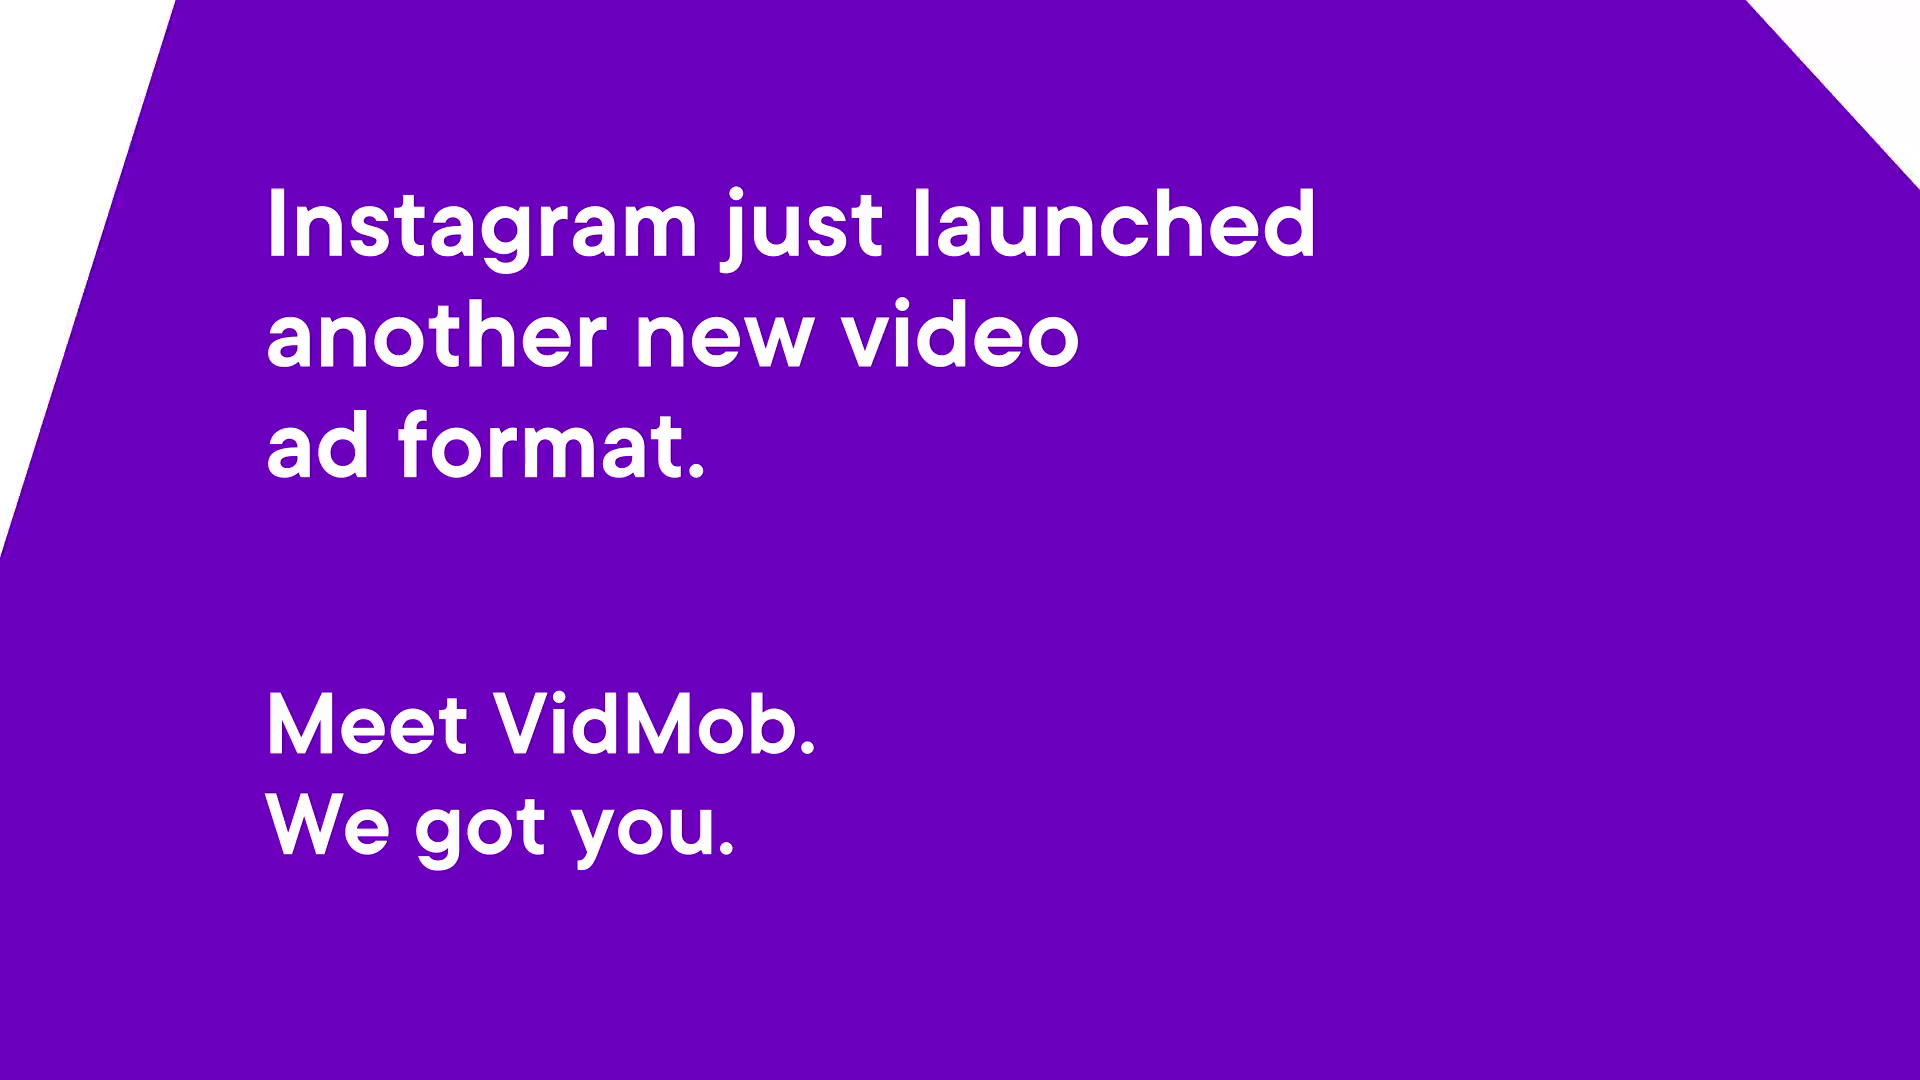 Instagram just launched
another new video
ad format.
Meet VidMob.
We got you.